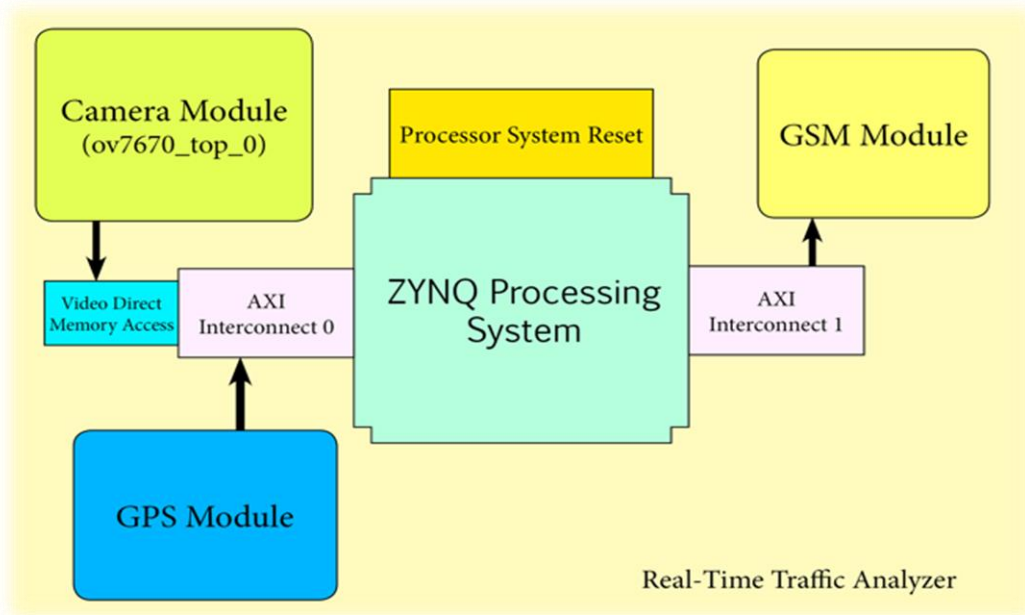 Camera Module
(ov7670_top_0)
Processor System Reset
GSM Module
Video Direct
Memory Access
AXI
Interconnect 0
ZYNQ Processing
System
AXI
Interconnect 1
GPS Module
Real-Time Traffic Analyzer